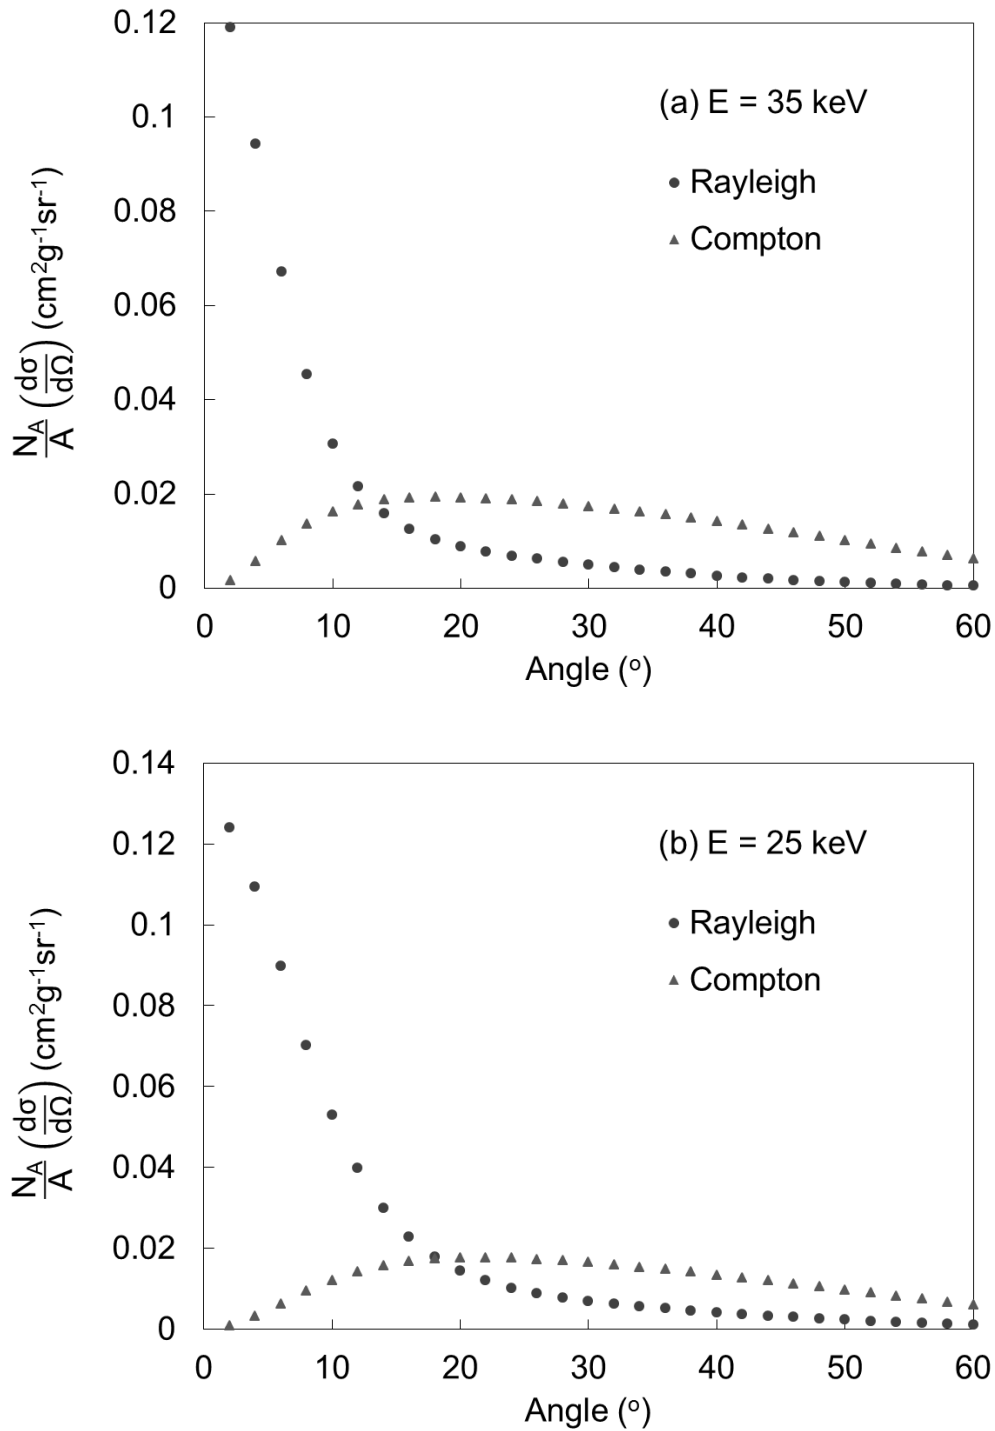 0.12
0.1
0.08
0.06
0.04
0.02
0
N_A/A (dσ/dΩ) (cm²g⁻¹sr⁻¹)
(a) E = 35 keV
Rayleigh
Compton
0 10 20 30 40 50 60
Angle (º)
0.14
0.12
0.1
0.08
0.06
0.04
0.02
0
N_A/A (dσ/dΩ) (cm²g⁻¹sr⁻¹)
(b) E = 25 keV
Rayleigh
Compton
0 10 20 30 40 50 60
Angle (º)